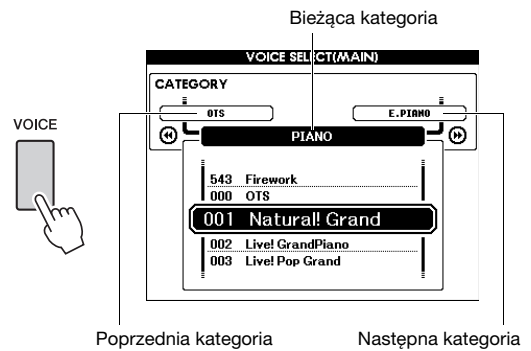 Bieżąca kategoria
VOICE SELECT(MAIN)
CATEGORY
OTS
E.PIANO
PIANO
VOICE
543 Firework
000 OTS
001 Natural! Grand
002 Live! GrandPiano
003 Live! Pop Grand
Poprzednia kategoria
Następna kategoria